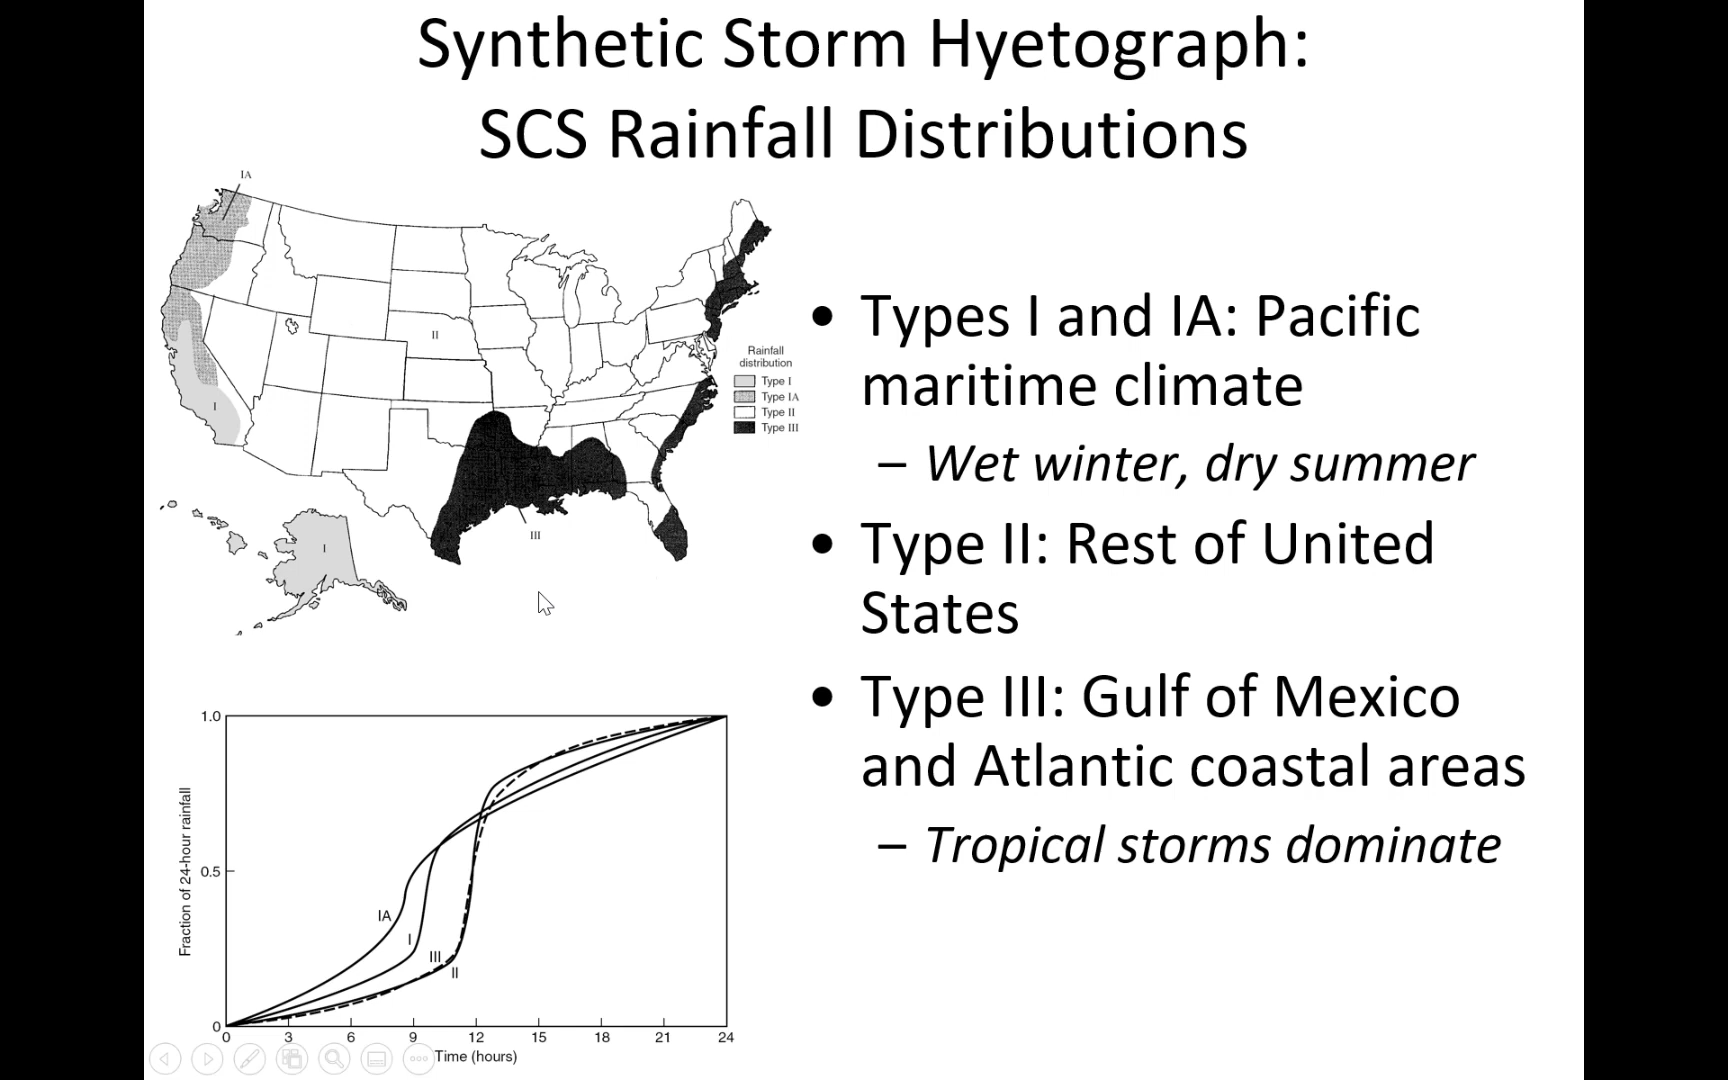 Synthetic Storm Hyetograph:
SCS Rainfall Distributions
IA
II
I
III
I
Rainfall
distribution
Type I
Type IA
Type II
Type III
• Types I and IA: Pacific
maritime climate
– Wet winter, dry summer
• Type II: Rest of United
States
• Type III: Gulf of Mexico
and Atlantic coastal areas
– Tropical storms dominate
1.0
0.5
0
Fraction of 24-hour rainfall
IA
I
III
II
0 3 6 9 12 15 18 21 24
Time (hours)